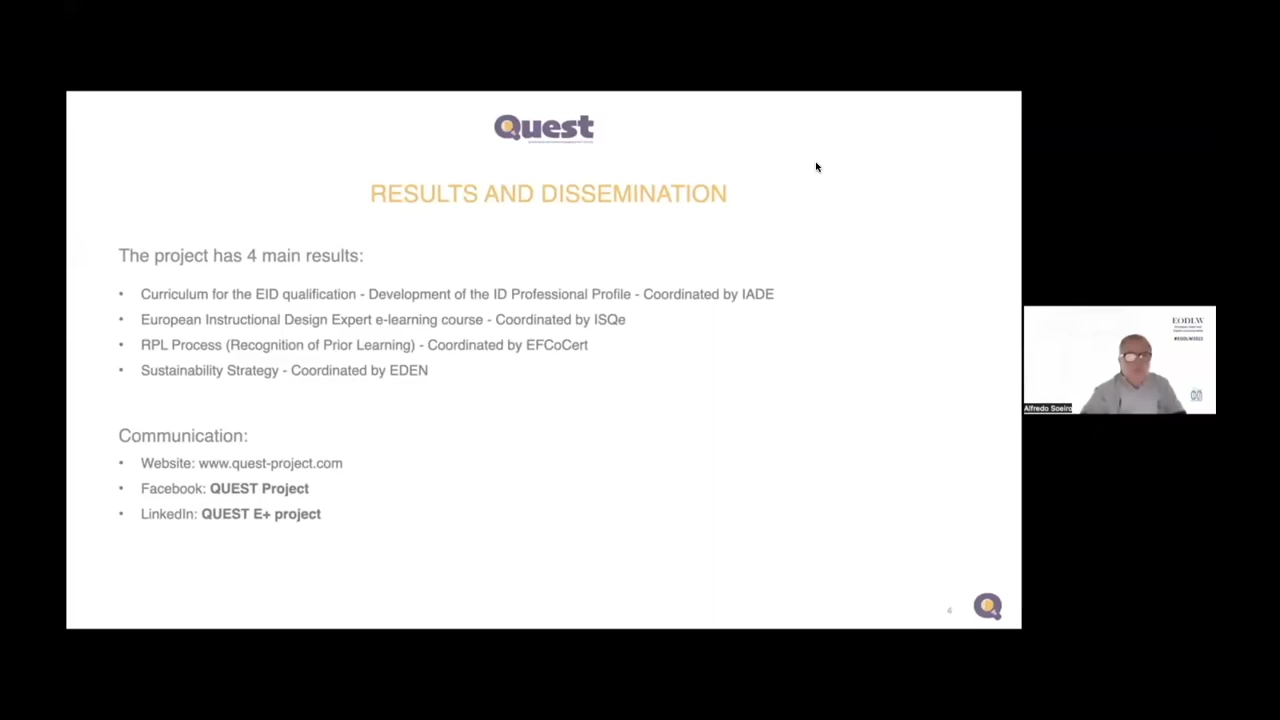 Quest
RESULTS AND DISSEMINATION
The project has 4 main results:
• Curriculum for the EID qualification - Development of the ID Professional Profile - Coordinated by IADE
• European Instructional Design Expert e-learning course - Coordinated by ISQe
• RPL Process (Recognition of Prior Learning) - Coordinated by EFCoCert
• Sustainability Strategy - Coordinated by EDEN
Communication:
• Website: www.quest-project.com
• Facebook: QUEST Project
• LinkedIn: QUEST E+ project
4
EODLW
Alfredo Soeiro